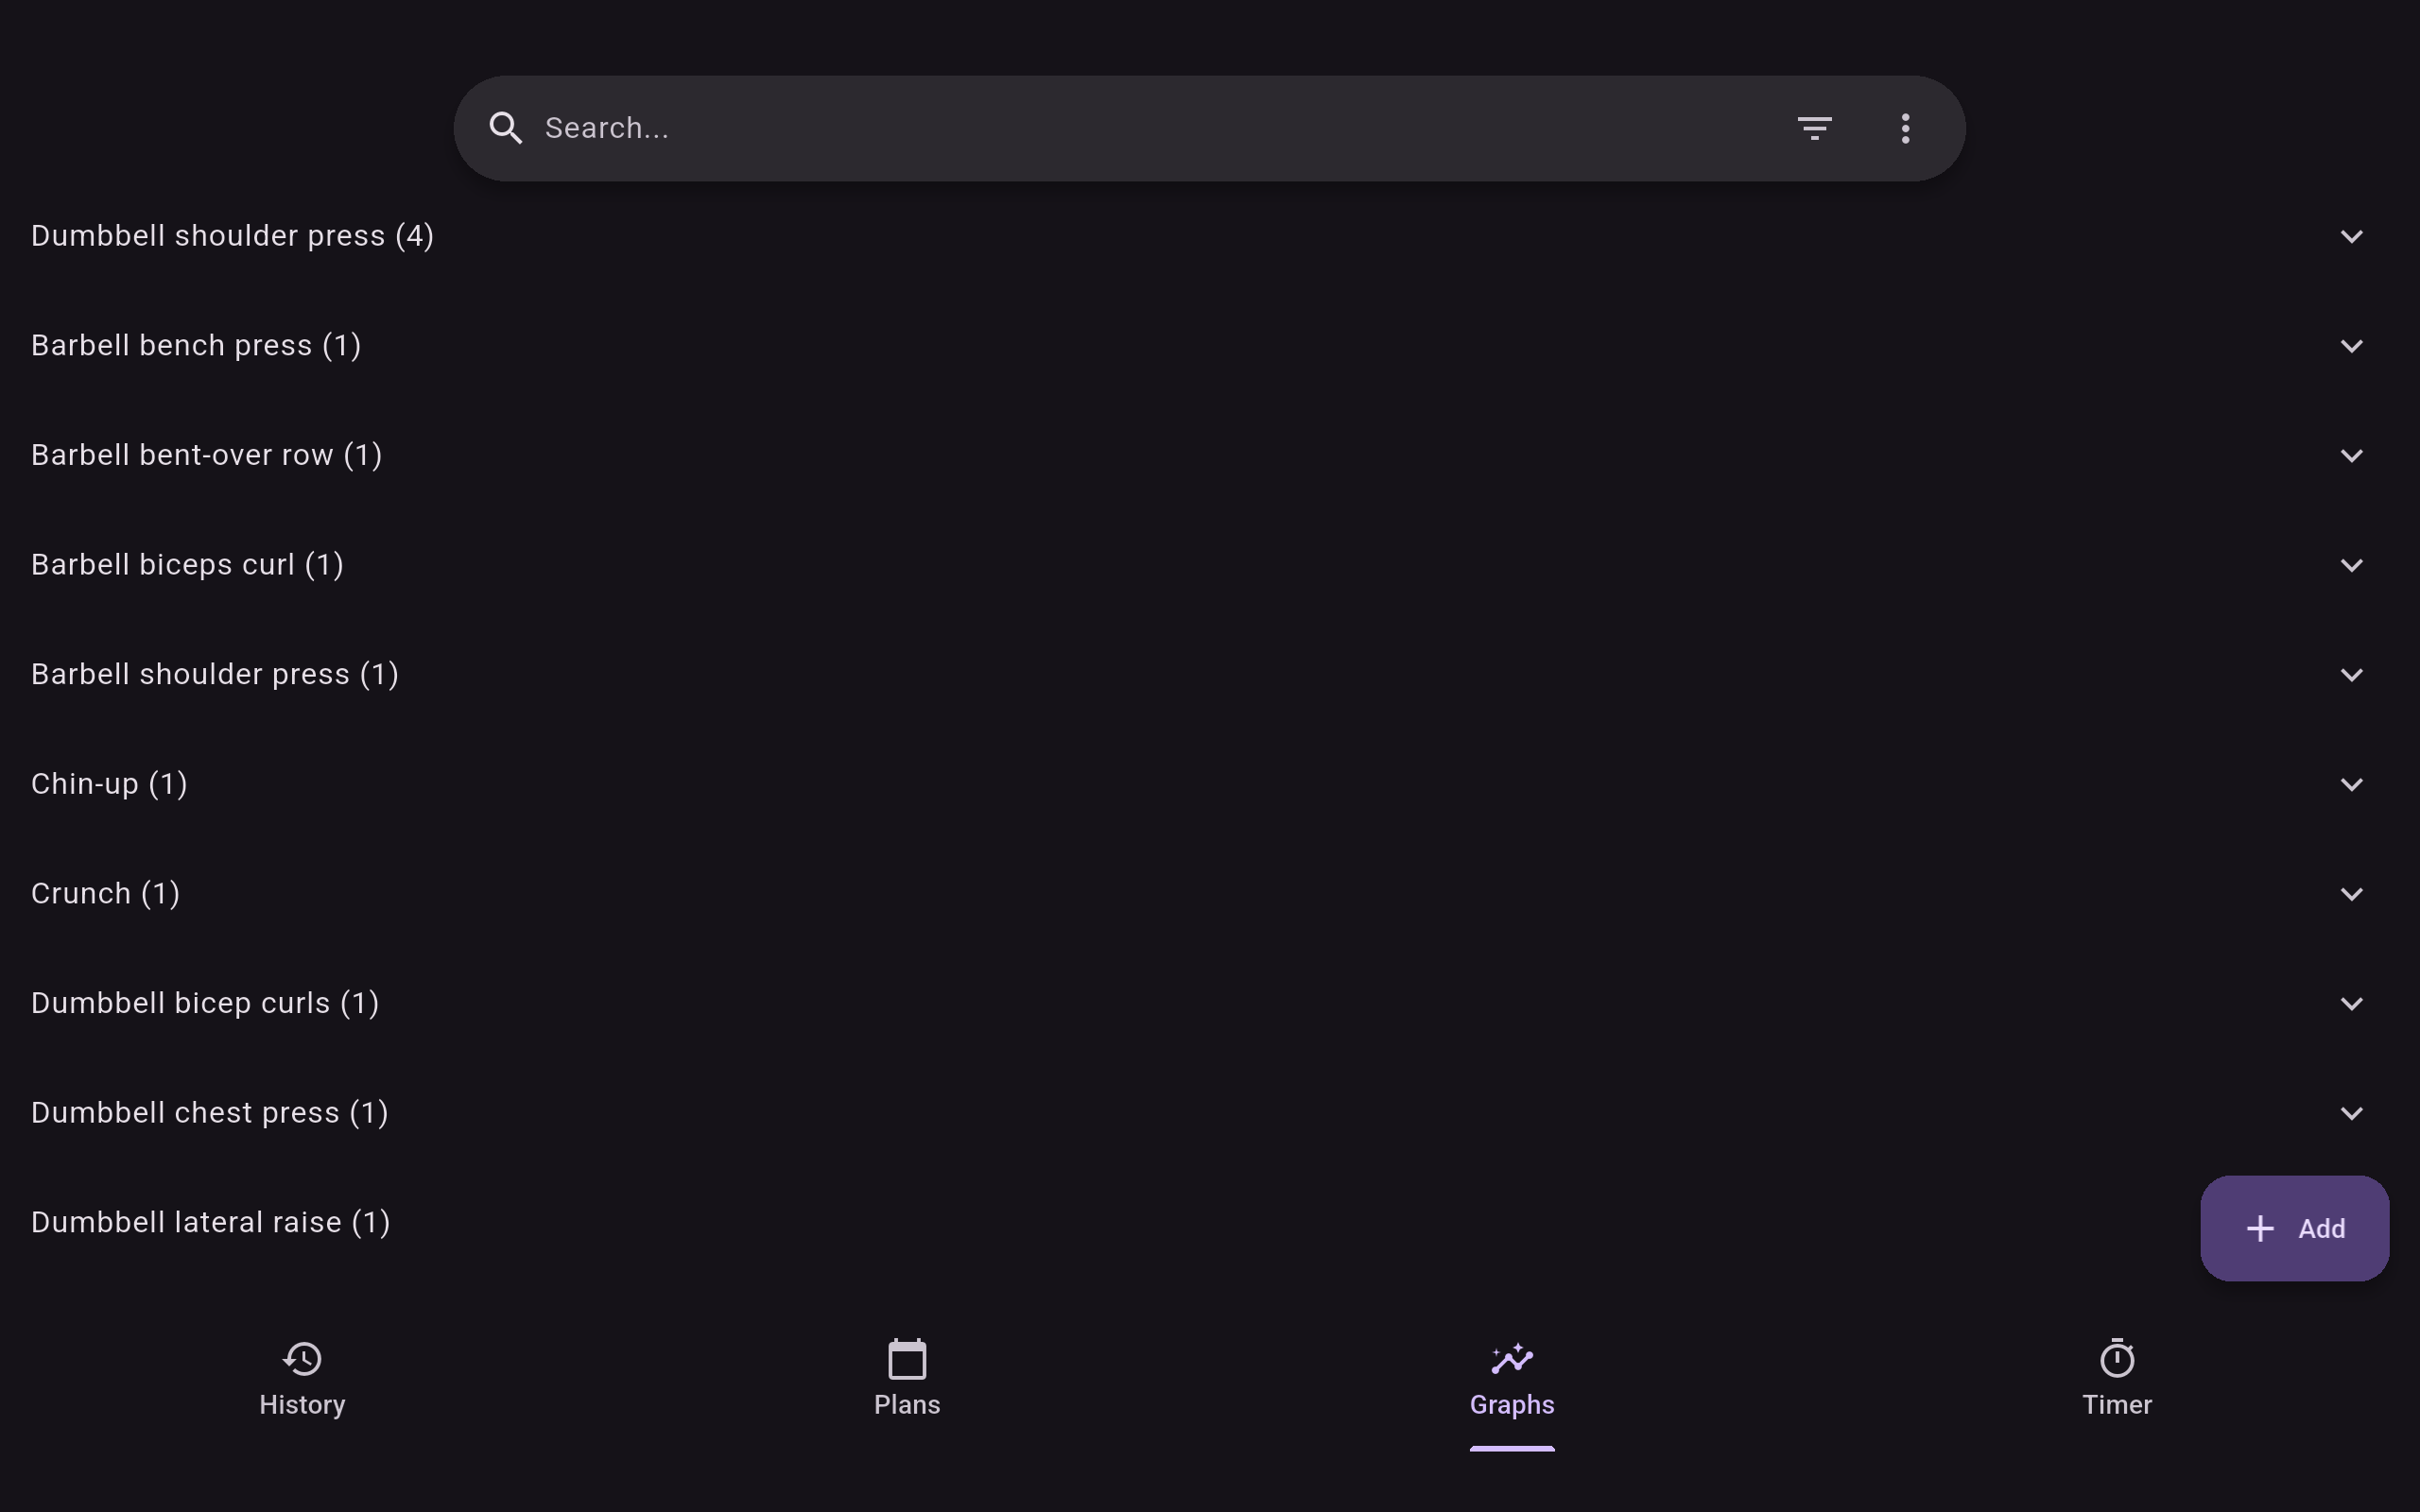 Search...
Dumbbell shoulder press (4)
Barbell bench press (1)
Barbell bent-over row (1)
Barbell biceps curl (1)
Barbell shoulder press (1)
Chin-up (1)
Crunch (1)
Dumbbell bicep curls (1)
Dumbbell chest press (1)
Dumbbell lateral raise (1)
Add
History
Plans
Graphs
Timer